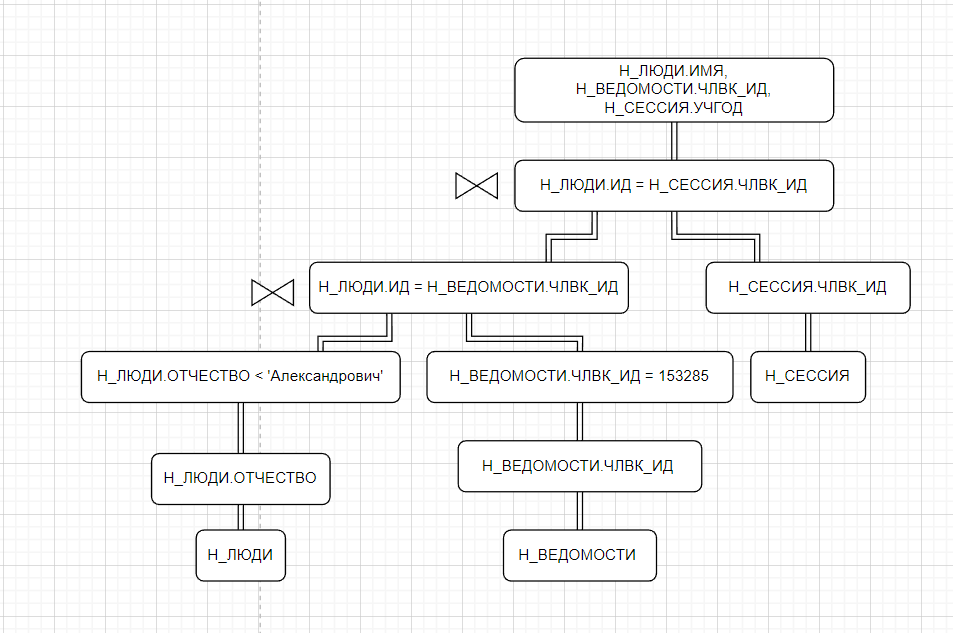 Н_ЛЮДИ.ИМЯ,
Н_ВЕДОМОСТИ.ЧЛВК_ИД,
Н_СЕССИЯ.УЧГОД
Н_ЛЮДИ.ИД = Н_СЕССИЯ.ЧЛВК_ИД
Н_ЛЮДИ.ИД = Н_ВЕДОМОСТИ.ЧЛВК_ИД
Н_СЕССИЯ.ЧЛВК_ИД
Н_ЛЮДИ.ОТЧЕСТВО < 'Александрович'
Н_ВЕДОМОСТИ.ЧЛВК_ИД = 153285
Н_СЕССИЯ
Н_ЛЮДИ.ОТЧЕСТВО
Н_ВЕДОМОСТИ.ЧЛВК_ИД
Н_ЛЮДИ
Н_ВЕДОМОСТИ